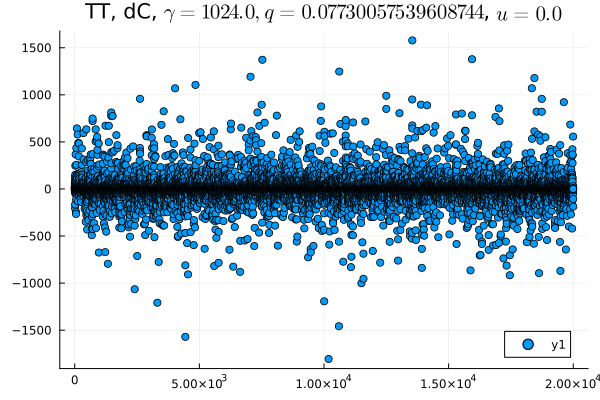 TT, dC, γ = 1024.0, q = 0.07730057539608744, u = 0.0
1500
1000
500
0
−500
−1000
−1500
y1
0 5.00×10³ 1.00×10⁴ 1.50×10⁴ 2.00×10⁴